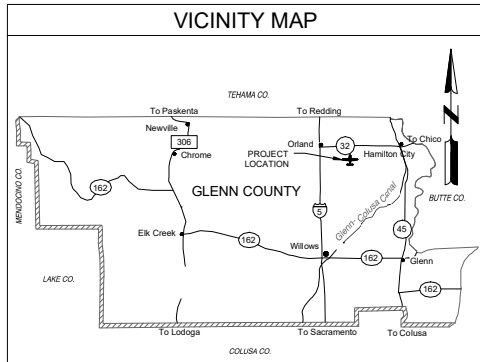 VICINITY MAP
TEHAMA CO.
To Paskenta
To Redding
Newville
306
Chrome
Orland
32
To Chico
PROJECT
LOCATION
Hamilton City
N
MENDOCINO CO.
162
GLENN COUNTY
BUTTE CO.
5
Glenn-Colusa Canal
45
Elk Creek
162
Willows
162
Glenn
LAKE CO.
162
To Lodoga
To Sacramento
To Colusa
COLUSA CO.